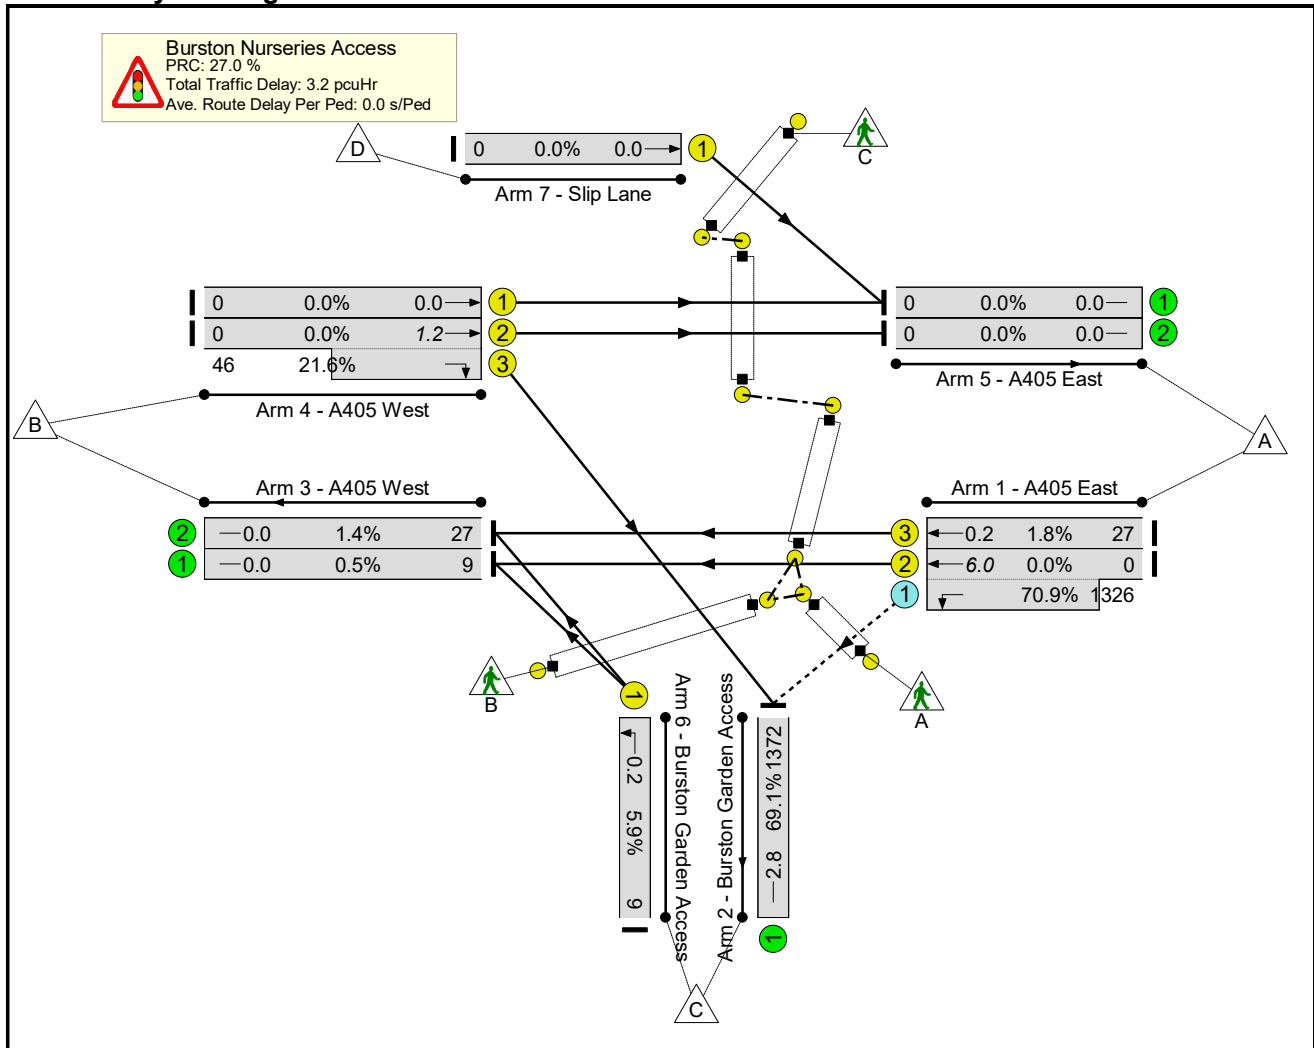 Burston Nurseries Access
PRC: 27.0 %
Total Traffic Delay: 3.2 pcuHr
Ave. Route Delay Per Ped: 0.0 s/Ped
D
0 0.0% 0.0
1
C
Arm 7 - Slip Lane
0 0.0% 0.0
1
0 0.0% 1.2
2
46 21.6%
3
Arm 4 - A405 West
0 0.0% 0.0
1
0 0.0% 0.0
2
Arm 5 - A405 East
B
A
Arm 3 - A405 West
2
0.0 1.4% 27
1
0.0 0.5% 9
Arm 1 - A405 East
3
0.2 1.8% 27
2
6.0 0.0% 0
1
70.9% 1326
B
A
1
0.2 5.9% 9
Arm 6 - Burston Garden Access
Arm 2 - Burston Garden Access
2.8 69.1% 1372
1
C